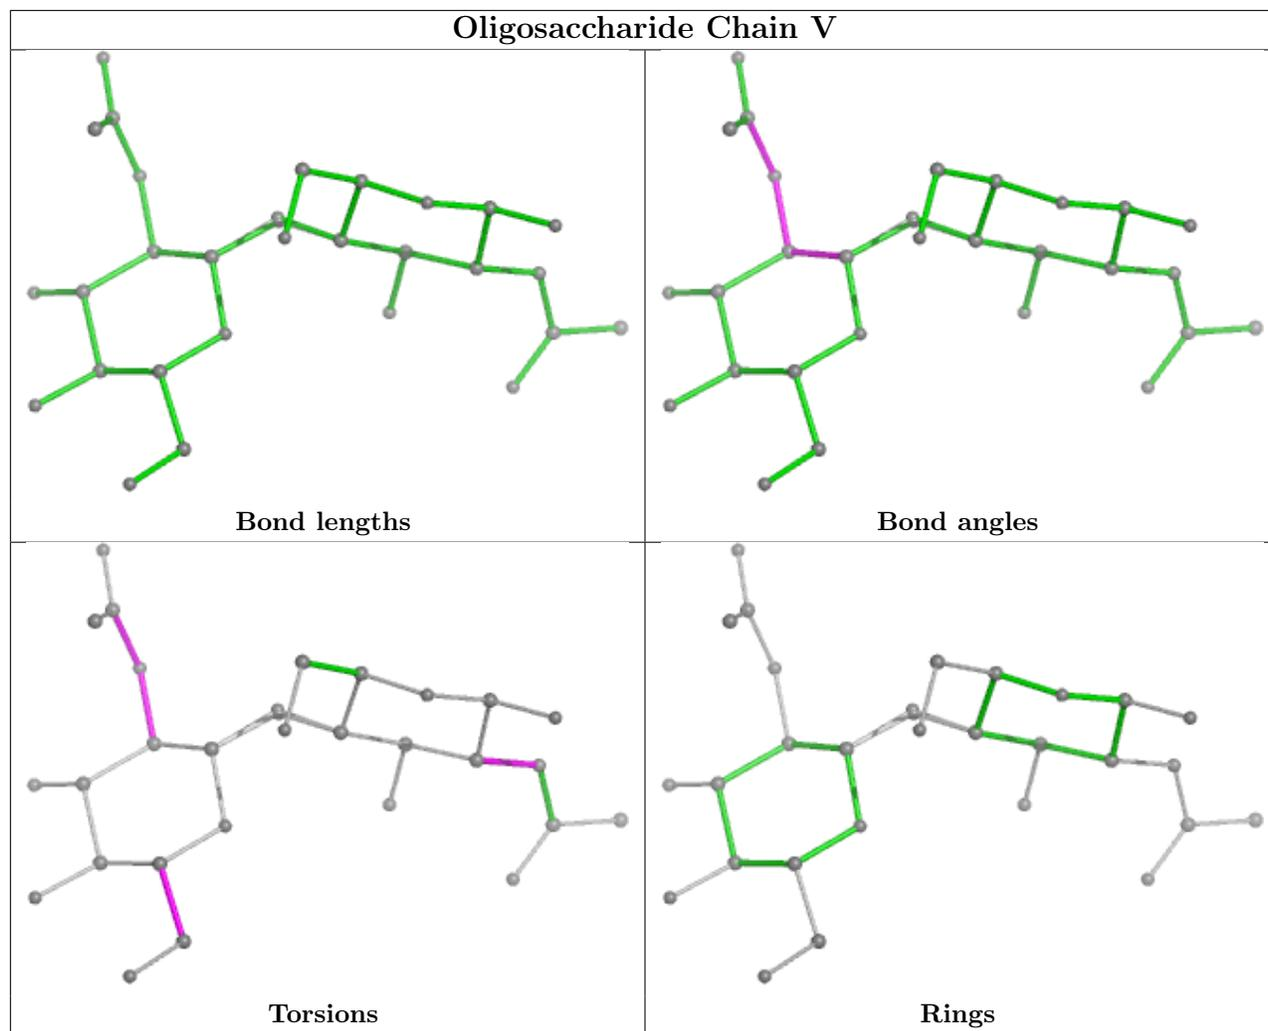 Oligosaccharide Chain V
Bond lengths
Bond angles
Torsions
Rings